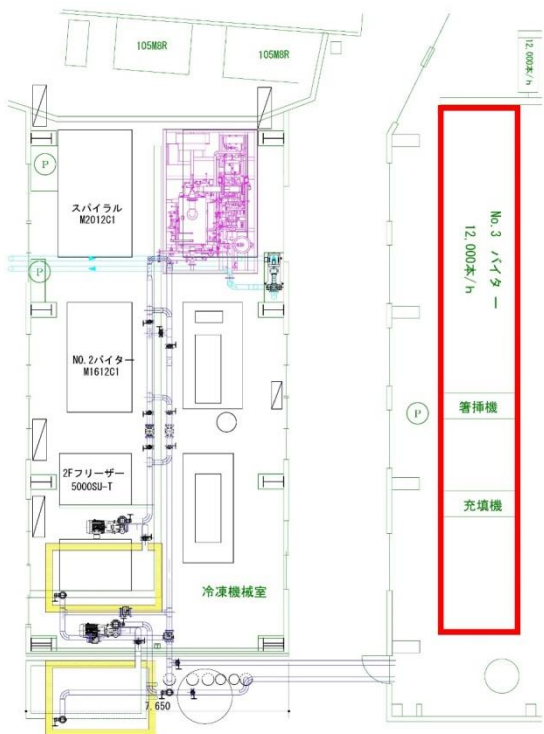 105M8R
105M8R
12,000本/h
P
スパイラル
M2012C1
P
No.3 バイター
12,000本/h
NO.2バイター
M1612C1
箸挿機
P
2Fフリーザー
5000SU-T
充填機
冷凍機械室
7.650